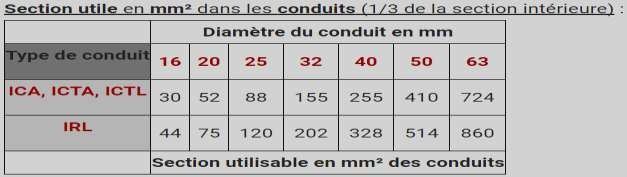 Section utile en mm² dans les conduits (1/3 de la section intérieure) :
Diamètre du conduit en mm
Type de conduit 16 20 25 32 40 50 63
ICA, ICTA, ICTL 30 52 88 155 255 410 724
IRL 44 75 120 202 328 514 860
Section utilisable en mm² des conduits